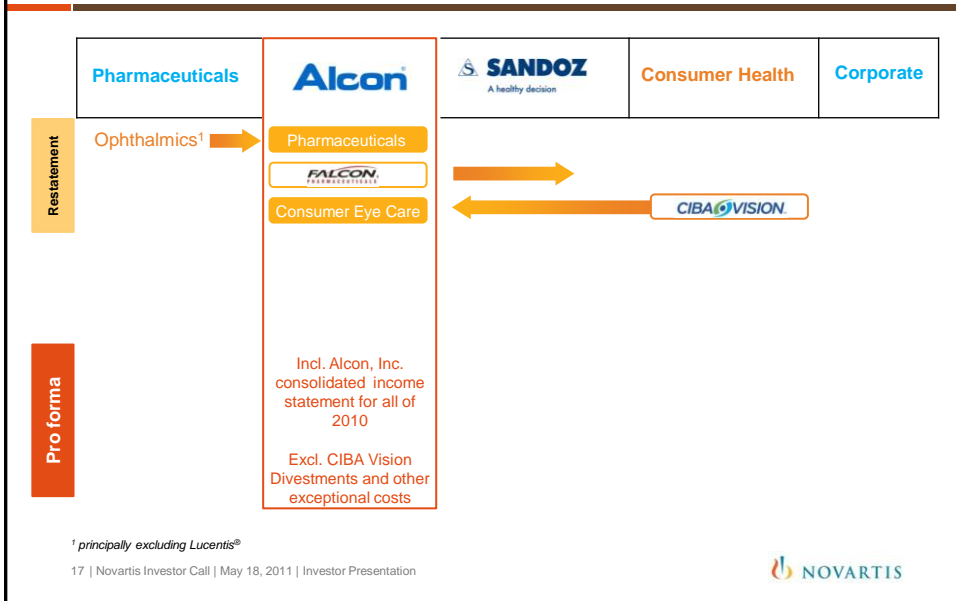 Pharmaceuticals
Alcon
SANDOZ
A healthy decision
Consumer Health
Corporate
Restatement
Ophthalmics¹
Pharmaceuticals
FALCON
PHARMACEUTICALS
Consumer Eye Care
CIBA VISION
Pro forma
Incl. Alcon, Inc.
consolidated income
statement for all of
2010
Excl. CIBA Vision
Divestments and other
exceptional costs
¹ principally excluding Lucentis®
17 | Novartis Investor Call | May 18, 2011 | Investor Presentation
NOVARTIS